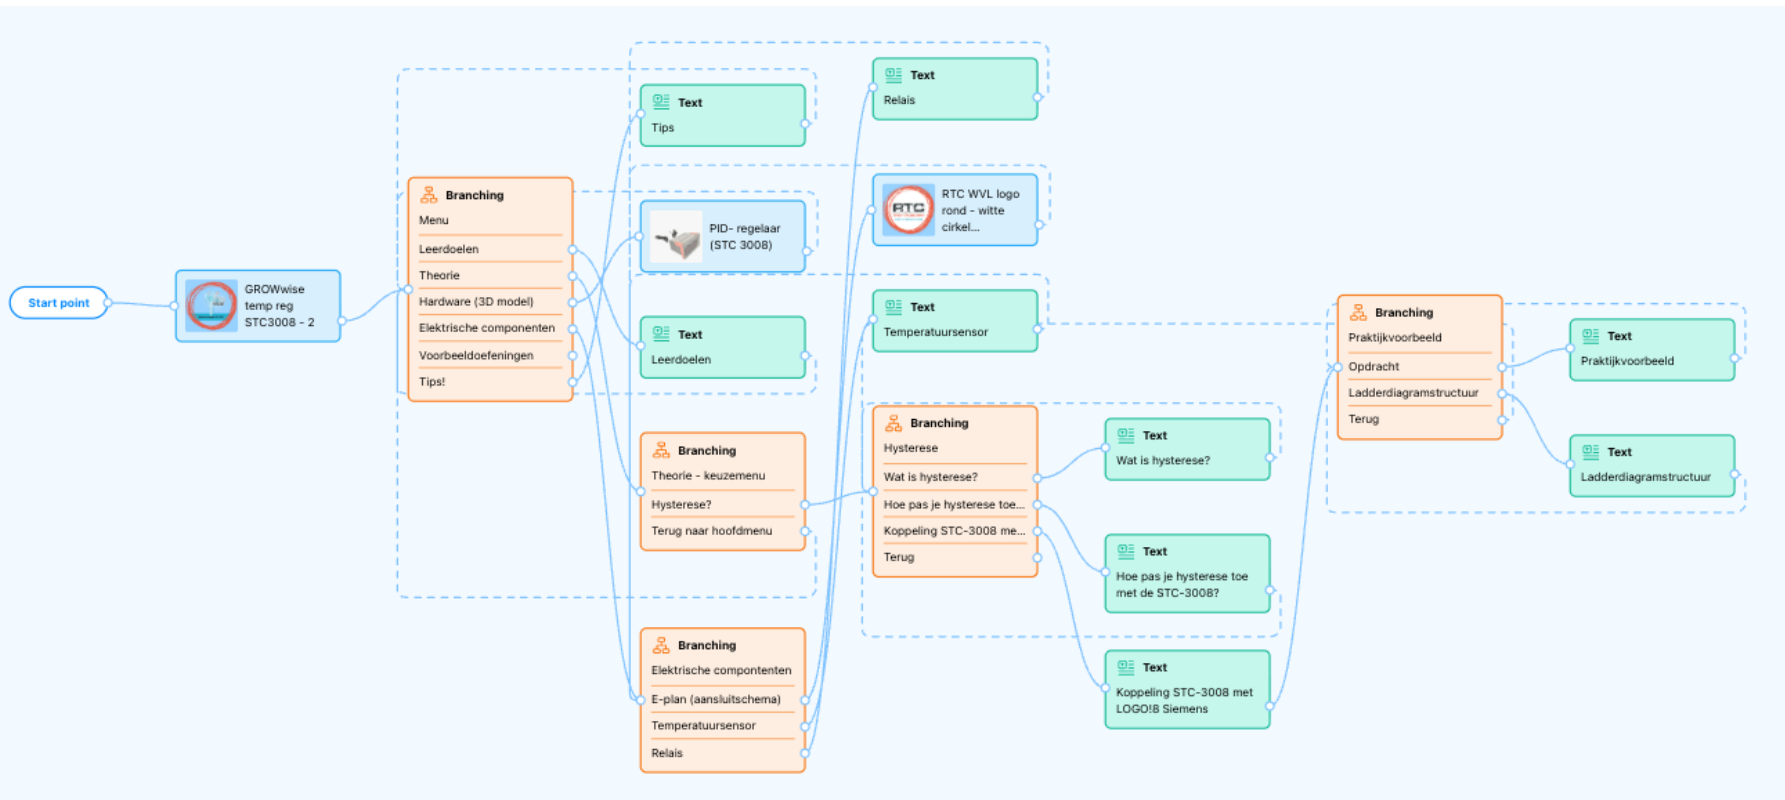 Start point
GROWwise
temp reg
STC3008 - 2
Branching
Menu
Leerdoelen
Theorie
Hardware (3D model)
Elektrische componenten
Voorbeeldoefeningen
Tips!
Text
Tips
PID- regelaar
(STC 3008)
Text
Leerdoelen
Branching
Theorie - keuzemenu
Hysterese?
Terug naar hoofdmenu
Branching
Elektrische compontenten
E-plan (aansluitschema)
Temperatuursensor
Relais
Text
Relais
RTC
RTC WVL logo
rond - witte
cirkel...
Text
Temperatuursensor
Branching
Hysterese
Wat is hysterese?
Hoe pas je hysterese toe...
Koppeling STC-3008 me...
Terug
Text
Wat is hysterese?
Text
Hoe pas je hysterese toe
met de STC-3008?
Text
Koppeling STC-3008 met
LOGO!8 Siemens
Branching
Praktijkvoorbeeld
Opdracht
Ladderdiagramstructuur
Terug
Text
Praktijkvoorbeeld
Text
Ladderdiagramstructuur